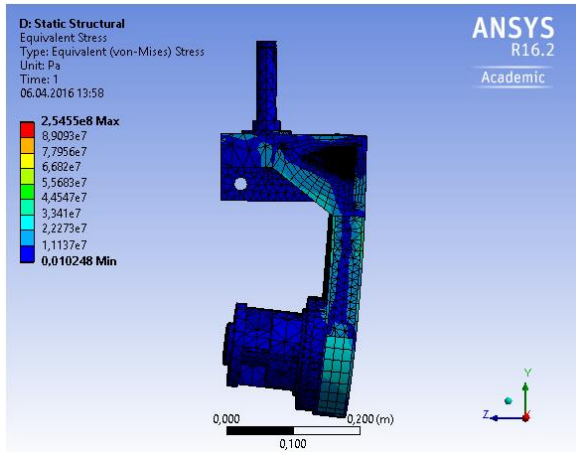 D: Static Structural
Equivalent Stress
Type: Equivalent (von-Mises) Stress
Unit: Pa
Time: 1
06.04.2016 13:58
2,5455e8 Max
8,9093e7
7,7956e7
6,682e7
5,5683e7
4,4547e7
3,341e7
2,2273e7
1,1137e7
0,010248 Min
ANSYS
R16.2
Academic
0,000
0,200 (m)
0,100
Y
Z
X